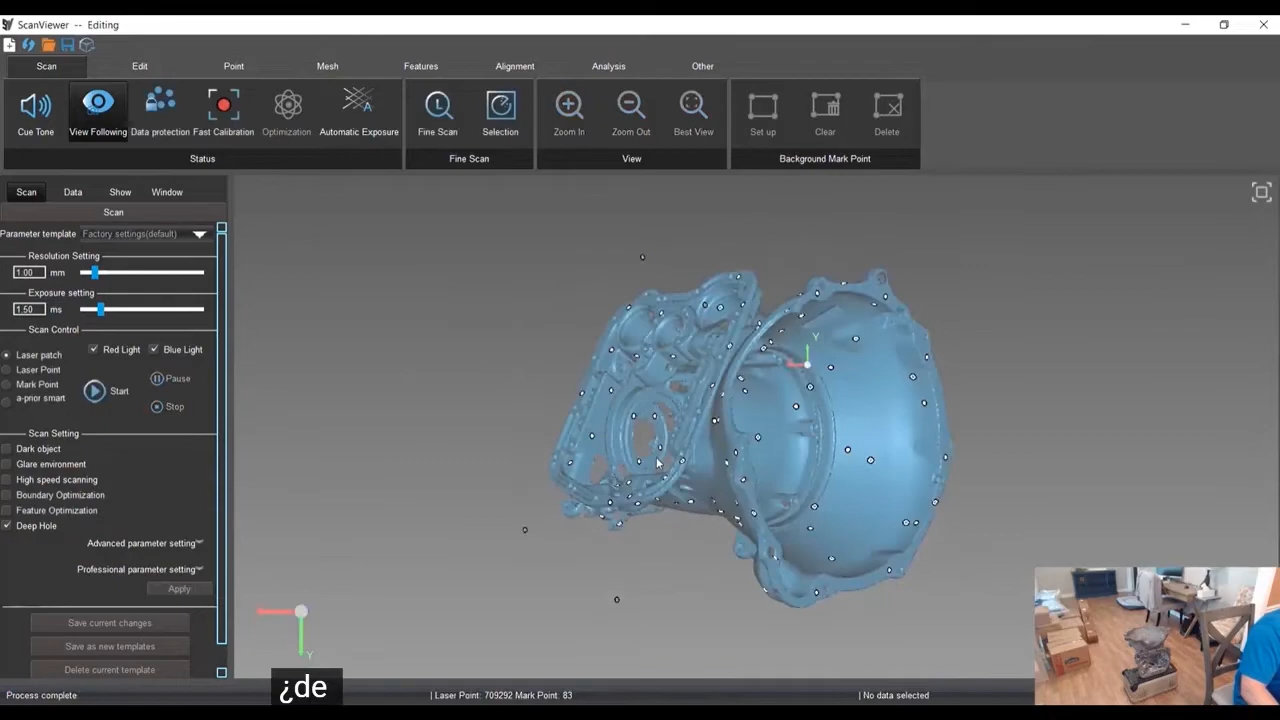 ScanViewer -- Editing
Scan Edit Point Mesh Features Alignment Analysis Other
Cue Tone View Following Data protection Fast Calibration Optimization Automatic Exposure Fine Scan Selection Zoom In Zoom Out Best View Set up Clear Delete
Status Fine Scan View Background Mark Point
Scan Data Show Window
Scan
Parameter template Factory settings(default)
Resolution Setting
1.00 mm
Exposure setting
1.50 ms
Scan Control
Laser patch Red Light Blue Light
Laser Point
Mark Point Start Pause
a-prior smart Stop
Scan Setting
Dark object
Glare environment
High speed scanning
Boundary Optimization
Feature Optimization
Deep Hole
Advanced parameter setting
Professional parameter setting
Apply
Save current changes
Save as new templates
Delete current template
Y
Y
¿de
Process complete | Laser Point: 709292 Mark Point 83 | No data selected